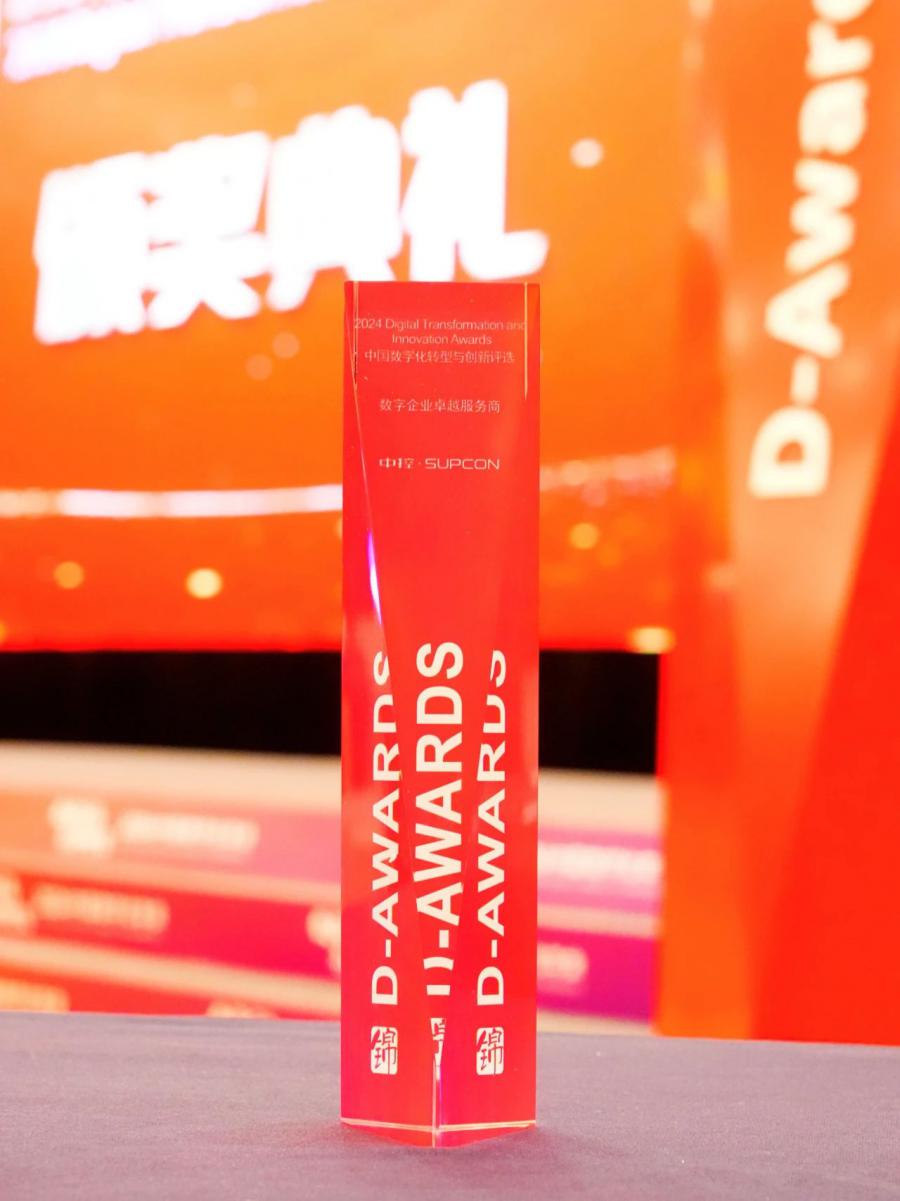 颁奖典礼
D-Awar
2024 Digital Transformation and
Innovation Awards
中国数字化转型与创新评选
数字企业卓越服务商
中控·SUPCON
D-AWARDS
D-AWARDS
D-AWARDS
锦
锦